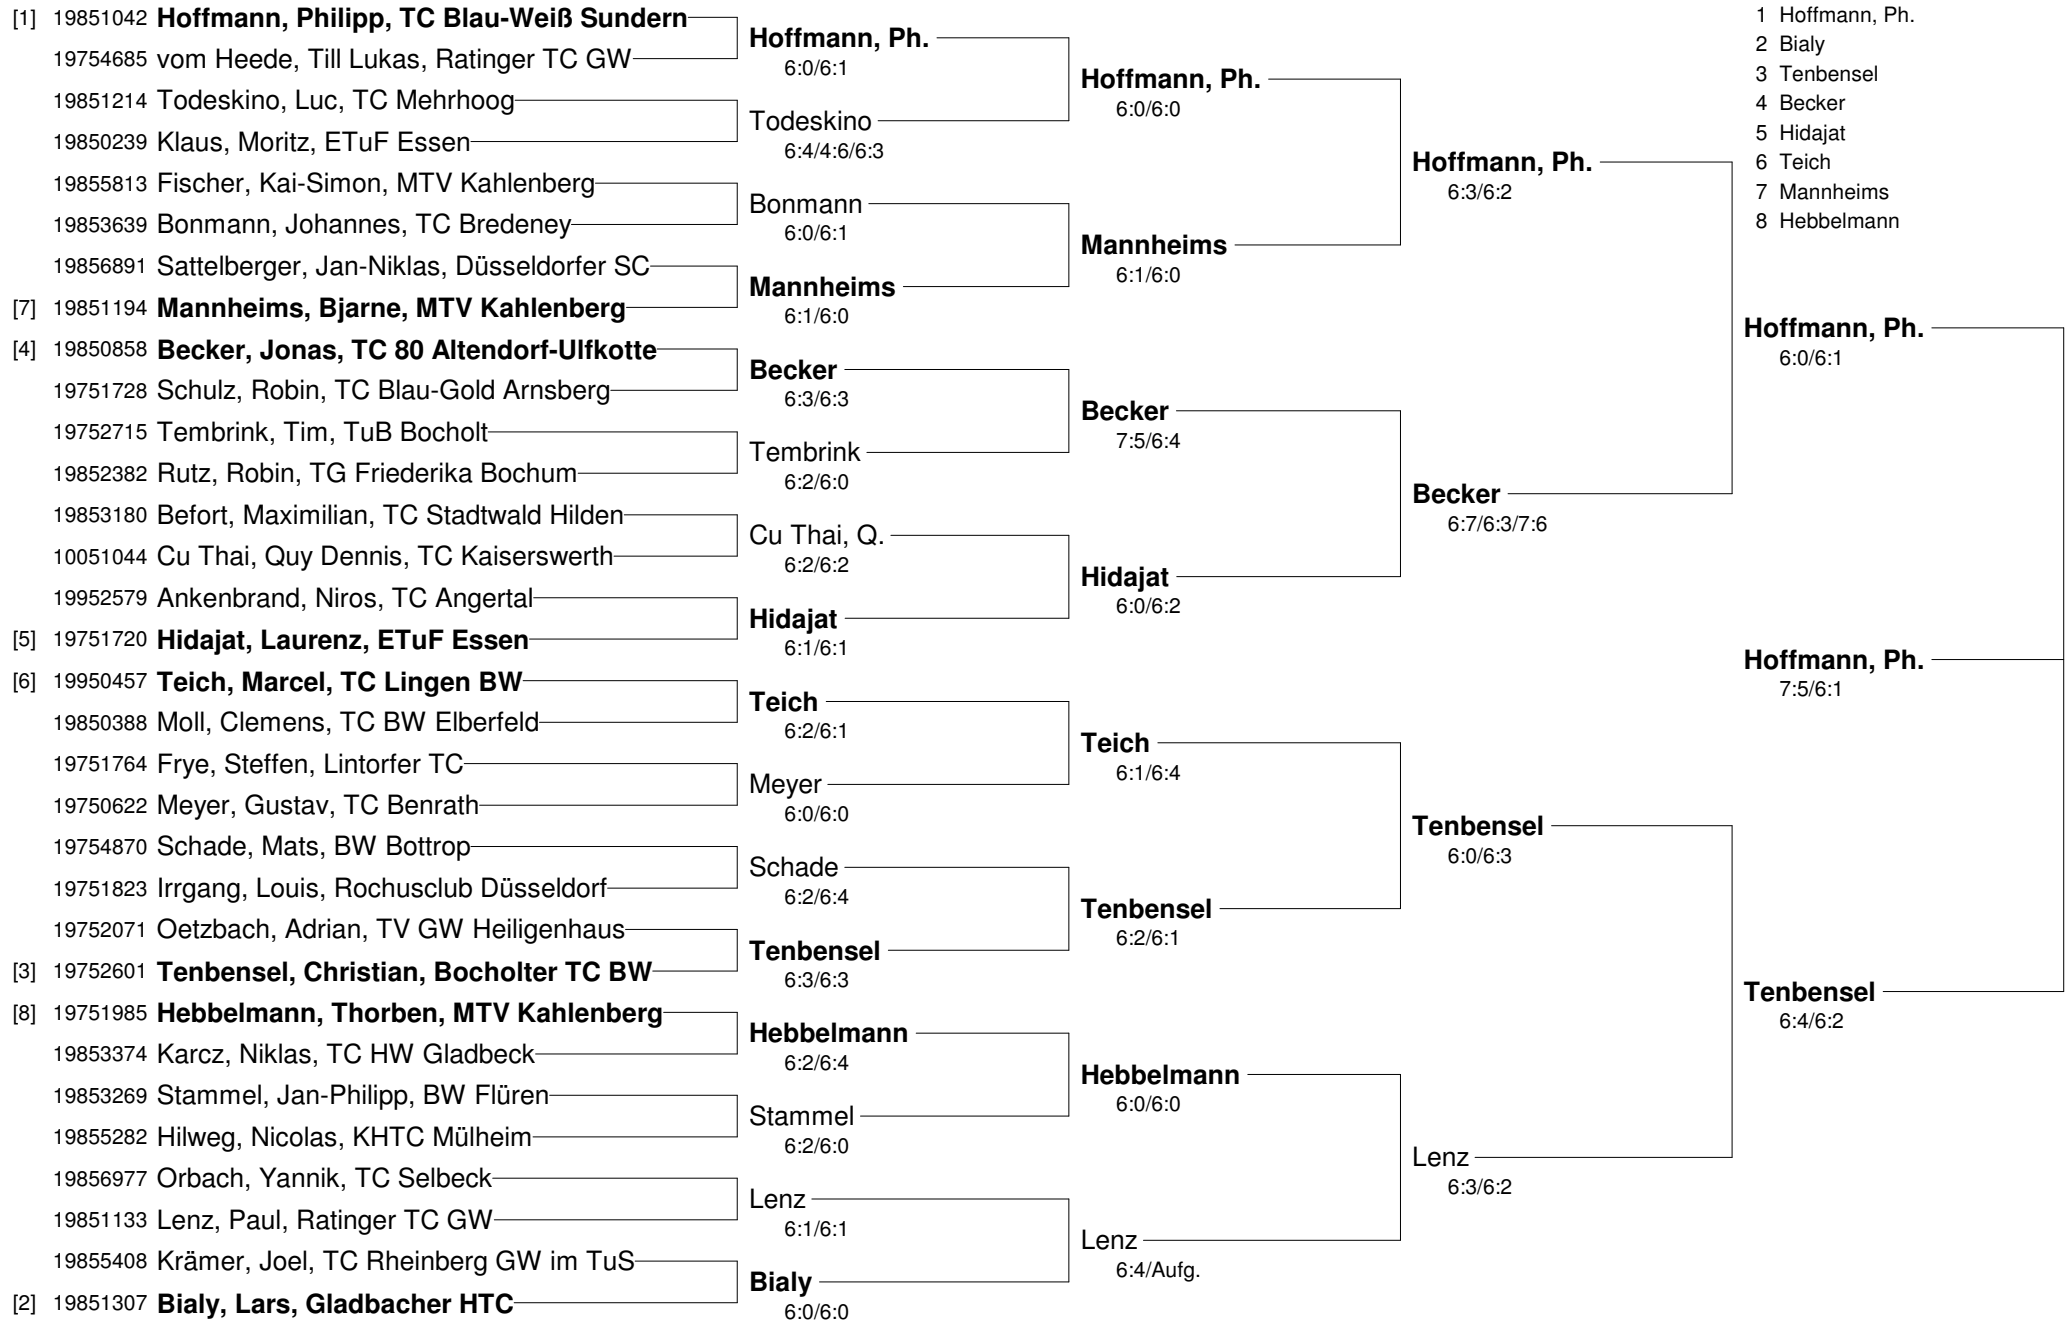 [1] 19851042 Hoffmann, Philipp, TC Blau-Weiß Sundern
19754685 vom Heede, Till Lukas, Ratinger TC GW
19851214 Todeskino, Luc, TC Mehrhoog
19850239 Klaus, Moritz, ETuF Essen
19855813 Fischer, Kai-Simon, MTV Kahlenberg
19853639 Bonmann, Johannes, TC Bredeney
19856891 Sattelberger, Jan-Niklas, Düsseldorfer SC
[7] 19851194 Mannheims, Bjarne, MTV Kahlenberg
[4] 19850858 Becker, Jonas, TC 80 Altendorf-Ulfkotte
19751728 Schulz, Robin, TC Blau-Gold Arnsberg
19752715 Tembrink, Tim, TuB Bocholt
19852382 Rutz, Robin, TG Friederika Bochum
19853180 Befort, Maximilian, TC Stadtwald Hilden
10051044 Cu Thai, Quy Dennis, TC Kaiserswerth
19952579 Ankenbrand, Niros, TC Angertal
[5] 19751720 Hidajat, Laurenz, ETuF Essen
[6] 19950457 Teich, Marcel, TC Lingen BW
19850388 Moll, Clemens, TC BW Elberfeld
19751764 Frye, Steffen, Lintorfer TC
19750622 Meyer, Gustav, TC Benrath
19754870 Schade, Mats, BW Bottrop
19751823 Irrgang, Louis, Rochusclub Düsseldorf
19752071 Oetzbach, Adrian, TV GW Heiligenhaus
[3] 19752601 Tenbensel, Christian, Bocholter TC BW
[8] 19751985 Hebbelmann, Thorben, MTV Kahlenberg
19853374 Karcz, Niklas, TC HW Gladbeck
19853269 Stammel, Jan-Philipp, BW Flüren
19855282 Hilweg, Nicolas, KHTC Mülheim
19856977 Orbach, Yannik, TC Selbeck
19851133 Lenz, Paul, Ratinger TC GW
19855408 Krämer, Joel, TC Rheinberg GW im TuS
[2] 19851307 Bialy, Lars, Gladbacher HTC
Hoffmann, Ph.
6:0/6:1
Todeskino
6:4/4:6/6:3
Bonmann
6:0/6:1
Mannheims
6:1/6:0
Becker
6:3/6:3
Tembrink
6:2/6:0
Cu Thai, Q.
6:2/6:2
Hidajat
6:1/6:1
Teich
6:2/6:1
Meyer
6:0/6:0
Schade
6:2/6:4
Tenbensel
6:3/6:3
Hebbelmann
6:2/6:4
Stammel
6:2/6:0
Lenz
6:1/6:1
Bialy
6:0/6:0
Hoffmann, Ph.
6:0/6:0
Mannheims
6:1/6:0
Becker
7:5/6:4
Hidajat
6:0/6:2
Teich
6:1/6:4
Tenbensel
6:2/6:1
Hebbelmann
6:0/6:0
Lenz
6:4/Aufg.
Hoffmann, Ph.
6:3/6:2
Becker
6:7/6:3/7:6
Tenbensel
6:0/6:3
Lenz
6:3/6:2
1 Hoffmann, Ph.
2 Bialy
3 Tenbensel
4 Becker
5 Hidajat
6 Teich
7 Mannheims
8 Hebbelmann
Hoffmann, Ph.
6:0/6:1
Hoffmann, Ph.
7:5/6:1
Tenbensel
6:4/6:2